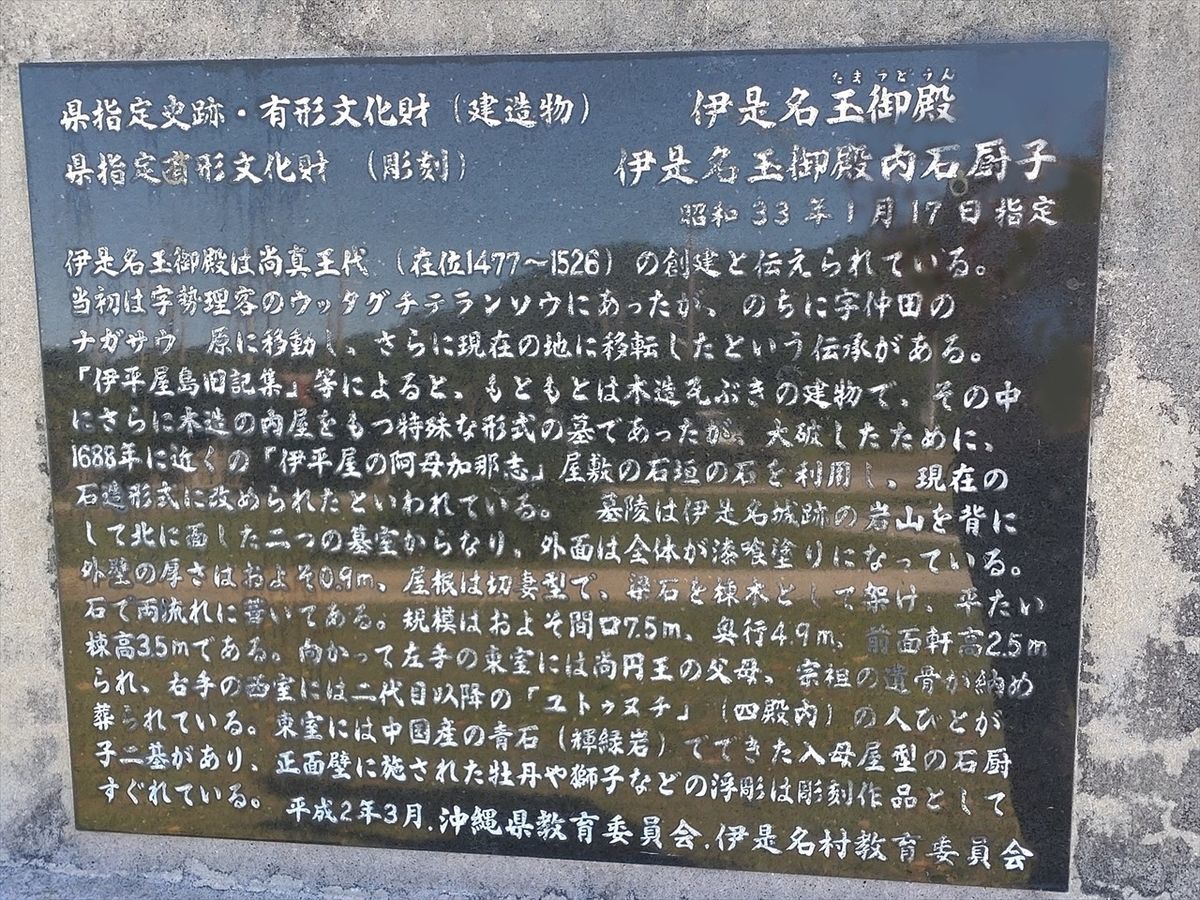 たまうどぅん
県指定史跡・有形文化財（建造物） 伊是名玉御殿
県指定有形文化財 （彫刻） 伊是名玉御殿内石厨子
昭和33年1月17日指定
伊是名玉御殿は尚真王代 （在位1477～1526）の創建と伝えられている。
当初は字勢理客のウッタグチテランソウにあったが、のちに字仲田の
ナガサウ 原に移動し、さらに現在の地に移転したという伝承がある。
『伊平屋島旧記集』等によると、もともとは木造瓦ぶきの建物で、その中
にさらに木造の内屋をもつ特殊な形式の墓であったが、大破したために、
1688年に近くの「伊平屋の阿母加那志」屋敷の石垣の石を利用し、現在の
石造形式に改められたといわれている。 墓陵は伊是名城跡の岩山を背に
して北に面した二つの墓室からなり、外面は全体が漆喰塗りになっている。
外壁の厚さはおよそ0.9m、屋根は切妻型で、梁石を棟木として架け、平たい
石で両流れに葺いてある。規模はおよそ間口7.5m、奥行4.9m、前面軒高2.5m
棟高3.5mである。向かって左手の東室には尚円王の父母、宗祖の遺骨が納め
られ、右手の西室には二代目以降の「ユトゥヌチ」（四殿内）の人びとが
葬られている。東室には中国産の青石（輝緑岩）でできた入母屋型の石厨
子二基があり、正面壁に施された牡丹や獅子などの浮彫は彫刻作品として
すぐれている。 平成2年3月.沖縄県教育委員会.伊是名村教育委員会